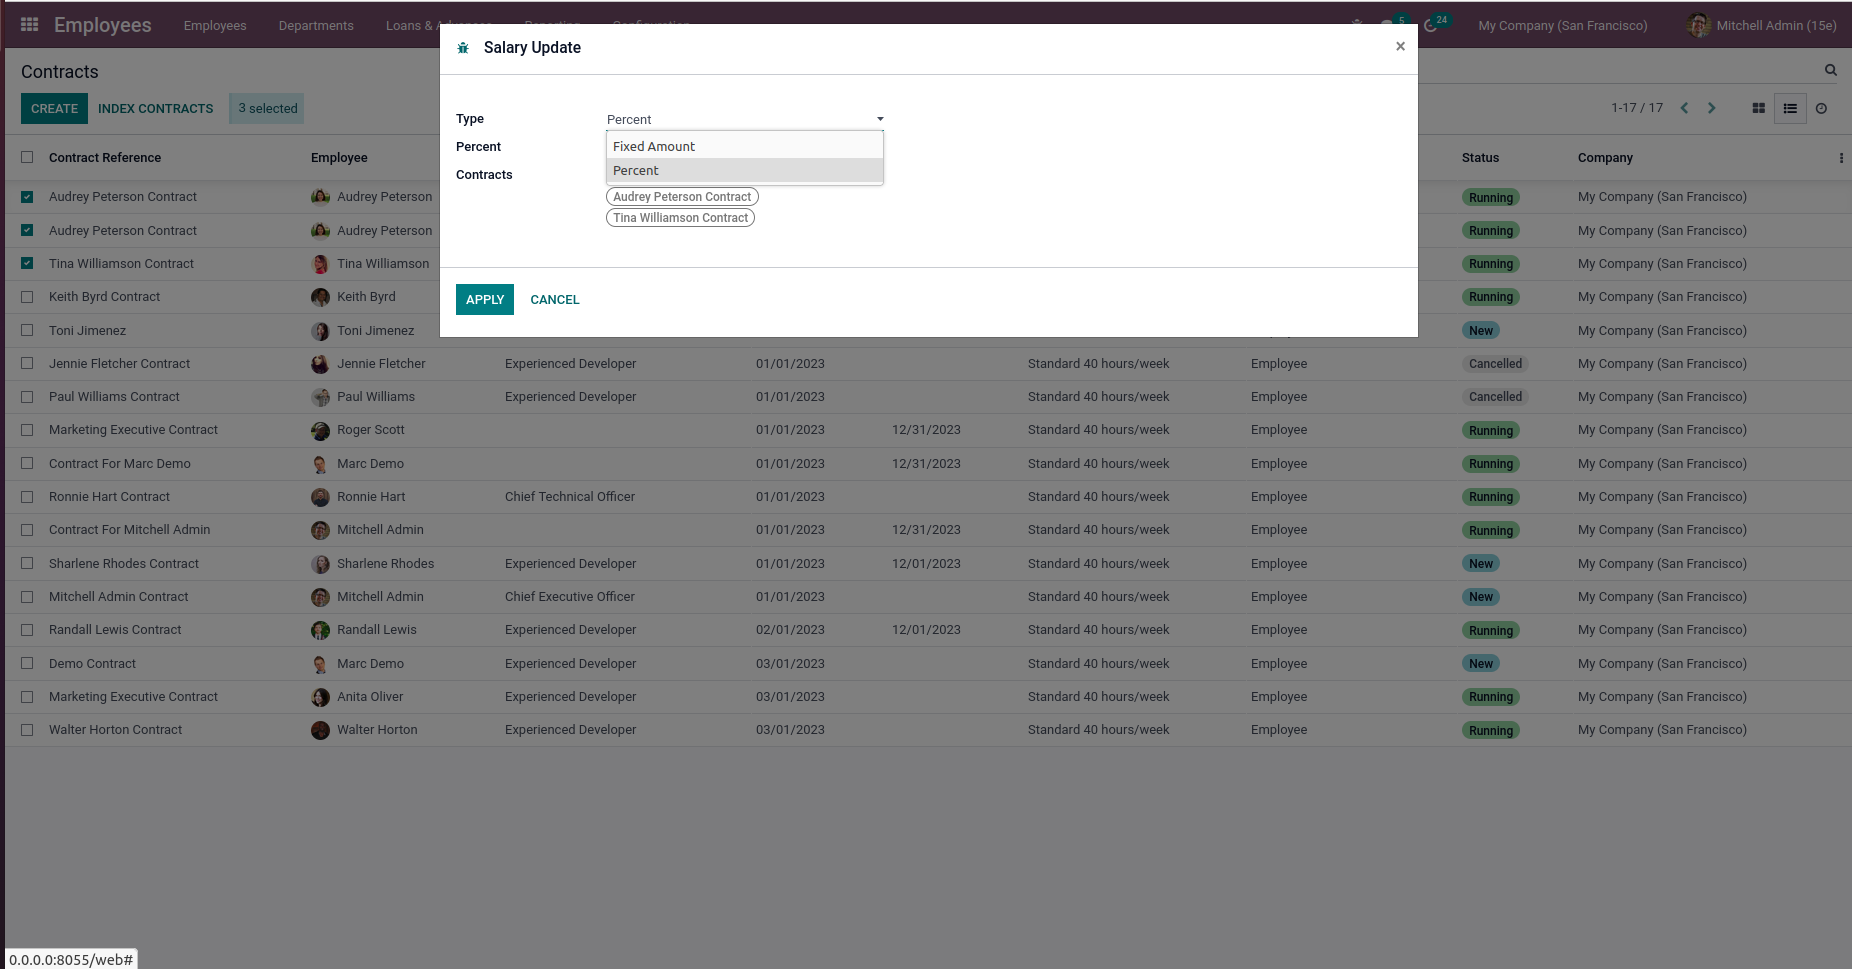 Employees Employees Departments Loans & Advances Reporting Configuration 5 24 My Company (San Francisco) Mitchell Admin (15e)
Salary Update ×
Contracts
CREATE INDEX CONTRACTS 3 selected 1-17 / 17
Type Percent
Percent Fixed Amount
Percent
Contracts
Audrey Peterson Contract
Tina Williamson Contract
APPLY CANCEL
Contract Reference Employee Status Company
Audrey Peterson Contract Audrey Peterson Running My Company (San Francisco)
Audrey Peterson Contract Audrey Peterson Running My Company (San Francisco)
Tina Williamson Contract Tina Williamson Running My Company (San Francisco)
Keith Byrd Contract Keith Byrd Running My Company (San Francisco)
Toni Jimenez Toni Jimenez New My Company (San Francisco)
Jennie Fletcher Contract Jennie Fletcher Experienced Developer 01/01/2023 Standard 40 hours/week Employee Cancelled My Company (San Francisco)
Paul Williams Contract Paul Williams Experienced Developer 01/01/2023 Standard 40 hours/week Employee Cancelled My Company (San Francisco)
Marketing Executive Contract Roger Scott 01/01/2023 12/31/2023 Standard 40 hours/week Employee Running My Company (San Francisco)
Contract For Marc Demo Marc Demo 01/01/2023 12/31/2023 Standard 40 hours/week Employee Running My Company (San Francisco)
Ronnie Hart Contract Ronnie Hart Chief Technical Officer 01/01/2023 Standard 40 hours/week Employee Running My Company (San Francisco)
Contract For Mitchell Admin Mitchell Admin 01/01/2023 12/31/2023 Standard 40 hours/week Employee Running My Company (San Francisco)
Sharlene Rhodes Contract Sharlene Rhodes Experienced Developer 01/01/2023 12/01/2023 Standard 40 hours/week Employee New My Company (San Francisco)
Mitchell Admin Contract Mitchell Admin Chief Executive Officer 01/01/2023 Standard 40 hours/week Employee New My Company (San Francisco)
Randall Lewis Contract Randall Lewis Experienced Developer 02/01/2023 12/01/2023 Standard 40 hours/week Employee Running My Company (San Francisco)
Demo Contract Marc Demo Experienced Developer 03/01/2023 Standard 40 hours/week Employee New My Company (San Francisco)
Marketing Executive Contract Anita Oliver Experienced Developer 03/01/2023 Standard 40 hours/week Employee Running My Company (San Francisco)
Walter Horton Contract Walter Horton Experienced Developer 03/01/2023 Standard 40 hours/week Employee Running My Company (San Francisco)
0.0.0.0:8055/web#